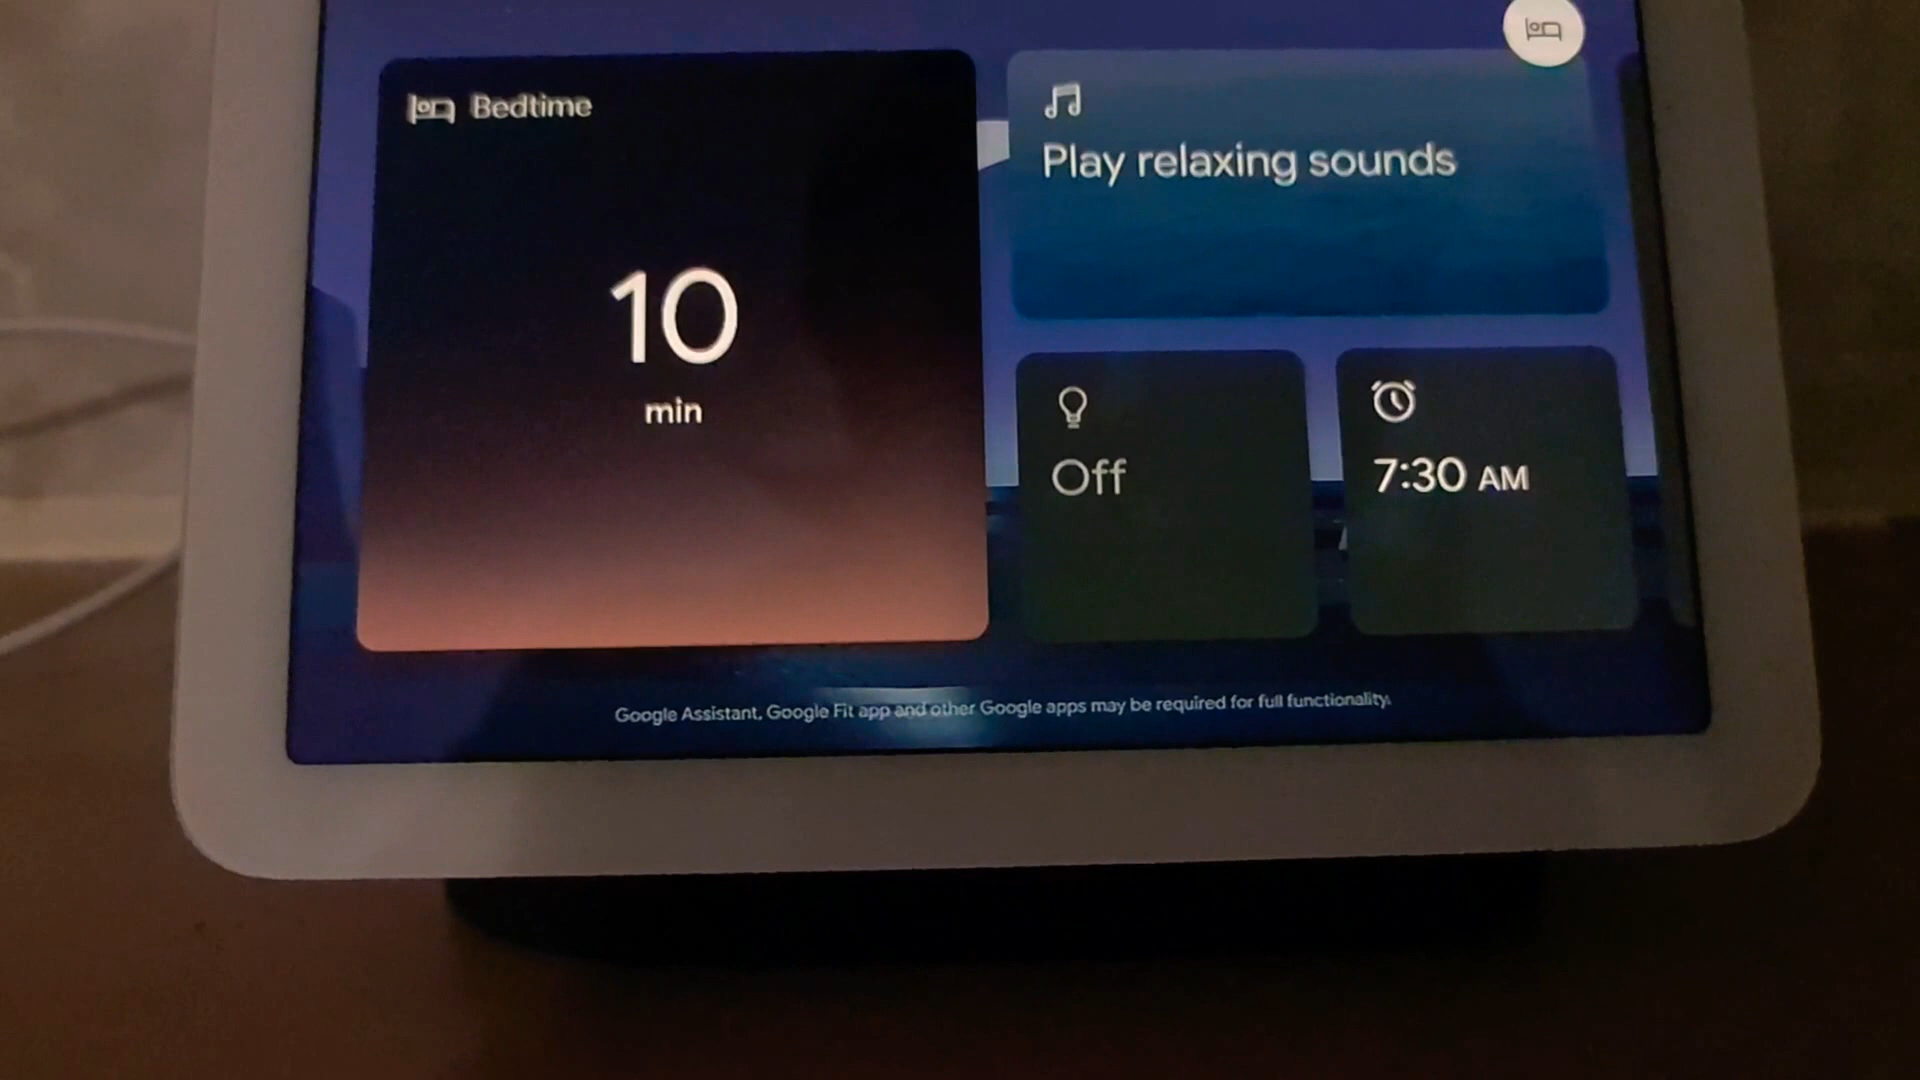 Bedtime
10
min
Play relaxing sounds
Off
7:30 AM
Google Assistant, Google Fit app and other Google apps may be required for full functionality.